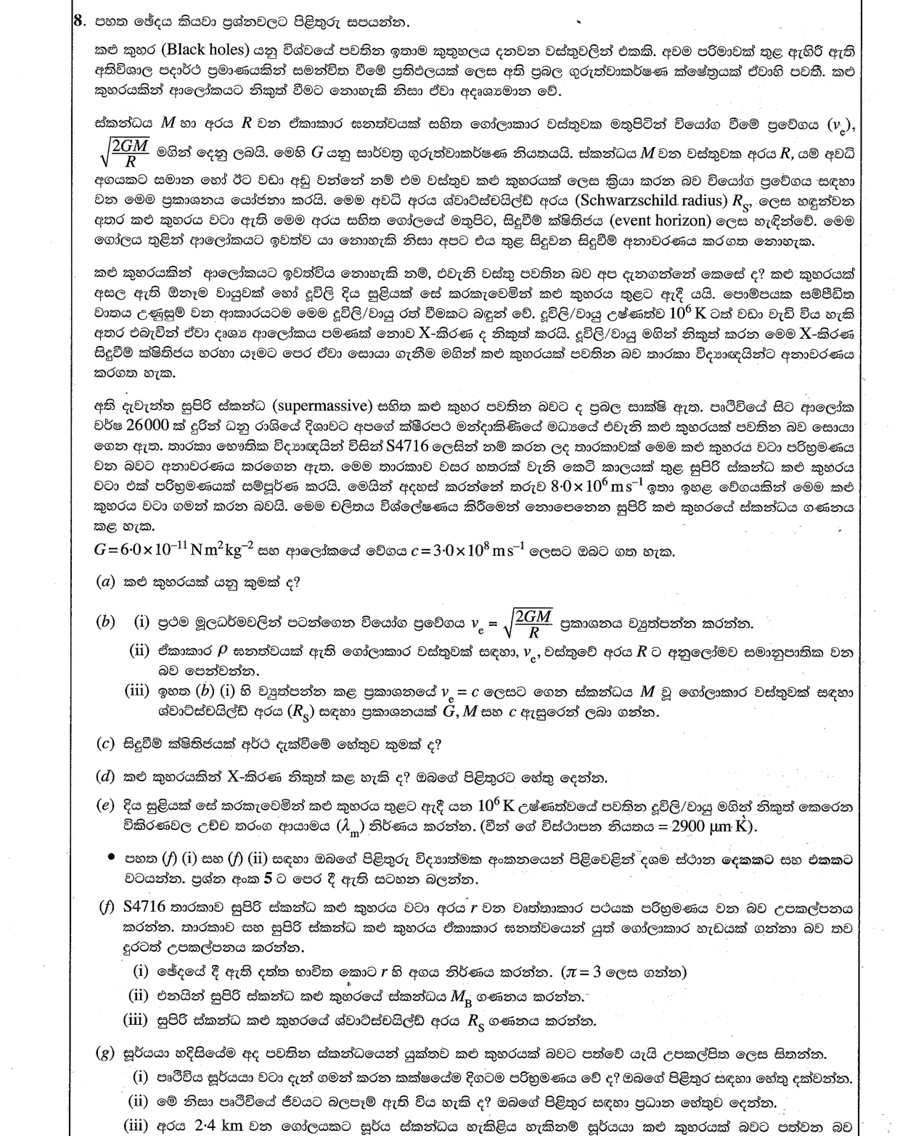 8. පහත ඡේදය කියවා ප්‍රශ්නවලට පිළිතුරු සපයන්න.
කළු කුහර (Black holes) යනු විශ්වයේ පවතින ඉතාම කුතුහලය දනවන වස්තුවලින් එකකි. අවම පරිමාවක් තුළ ඇහිරී ඇති
අතිවිශාල පදාර්ථ ප්‍රමාණයකින් සමන්විත වීමේ ප්‍රතිඵලයක් ලෙස අති ප්‍රබල ගුරුත්වාකර්ෂණ ක්ෂේත්‍රයක් ඒවාහි පවතී. කළු
කුහරයකින් ආලෝකයට නිකුත් වීමට නොහැකි නිසා ඒවා අදෘශ්‍යමාන වේ.
ස්කන්ධය M හා අරය R වන ඒකාකාර ඝනත්වයක් සහිත ගෝලාකාර වස්තුවක මතුපිටින් වියෝග වීමේ ප්‍රවේගය (vₑ),
√(2GM/R) මගින් දෙනු ලබයි. මෙහි G යනු සාර්වත්‍ර ගුරුත්වාකර්ෂණ නියතයයි. ස්කන්ධය M වන වස්තුවක අරය R, යම් අවධි
අගයකට සමාන හෝ ඊට වඩා අඩු වන්නේ නම් එම වස්තුව කළු කුහරයක් ලෙස ක්‍රියා කරන බව වියෝග ප්‍රවේගය සඳහා
වන මෙම ප්‍රකාශනය යෝජනා කරයි. මෙම අවධි අරය ශ්වාට්ස්චයිල්ඩ් අරය (Schwarzschild radius) R_S, ලෙස හඳුන්වන
අතර කළු කුහරය වටා ඇති මෙම අරය සහිත ගෝලයේ මතුපිට, සිදුවීම් ක්ෂිතිජය (event horizon) ලෙස හැඳින්වේ. මෙම
ගෝලය තුළින් ආලෝකයට ඉවත්ව යා නොහැකි නිසා අපට එය තුළ සිදුවන සිදුවීම් අනාවරණය කරගත නොහැක.
කළු කුහරයකින් ආලෝකයට ඉවත්විය නොහැකි නම්, එවැනි වස්තු පවතින බව අප දැනගන්නේ කෙසේ ද? කළු කුහරයක්
අසල ඇති ඕනෑම වායුවක් හෝ දූවිලි දිය සුළියක් සේ කරකැවෙමින් කළු කුහරය තුළට ඇදී යයි. පොම්පයක සම්පීඩිත
වාතය උණුසුම් වන ආකාරයටම මෙම දූවිලි/වායු රත් වීමකට බඳුන් වේ. දූවිලි/වායු උෂ්ණත්ව 10⁶ K ටත් වඩා වැඩි විය හැකි
අතර එබැවින් ඒවා දෘශ්‍ය ආලෝකය පමණක් නොව X-කිරණ ද නිකුත් කරයි. දූවිලි/වායු මගින් නිකුත් කරන මෙම X-කිරණ
සිදුවීම් ක්ෂිතිජය හරහා යෑමට පෙර ඒවා සොයා ගැනීම මගින් කළු කුහරයක් පවතින බව තාරකා විද්‍යාඥයින්ට අනාවරණය
කරගත හැක.
අති දැවැන්ත සුපිරි ස්කන්ධ (supermassive) සහිත කළු කුහර පවතින බවට ද ප්‍රබල සාක්ෂි ඇත. පෘථිවියේ සිට ආලෝක
වර්ෂ 26000 ක් දුරින් ධනු රාශියේ දිශාවට අපගේ ක්ෂීරපථ මන්දාකිණියේ මධ්‍යයේ එවැනි කළු කුහරයක් පවතින බව සොයා
ගෙන ඇත. තාරකා භෞතික විද්‍යාඥයින් විසින් S4716 ලෙසින් නම් කරන ලද තාරකාවක් මෙම කළු කුහරය වටා පරිභ්‍රමණය
වන බවට අනාවරණය කරගෙන ඇත. මෙම තාරකාව වසර හතරක් වැනි කෙටි කාලයක් තුළ සුපිරි ස්කන්ධ කළු කුහරය
වටා එක් පරිභ්‍රමණයක් සම්පූර්ණ කරයි. මෙයින් අදහස් කරන්නේ තරුව 8·0×10⁶ m s⁻¹ ඉතා ඉහළ වේගයකින් මෙම කළු
කුහරය වටා ගමන් කරන බවයි. මෙම චලිතය විශ්ලේෂණය කිරීමෙන් නොපෙනෙන සුපිරි කළු කුහරයේ ස්කන්ධය ගණනය
කළ හැක.
G=6·0×10⁻¹¹ N m² kg⁻² සහ ආලෝකයේ වේගය c=3·0×10⁸ m s⁻¹ ලෙසට ඔබට ගත හැක.
(a) කළු කුහරයක් යනු කුමක් ද?
(b) (i) ප්‍රථම මූලධර්මවලින් පටන්ගෙන වියෝග ප්‍රවේගය vₑ = √(2GM/R) ප්‍රකාශනය ව්‍යුත්පන්න කරන්න.
(ii) ඒකාකාර ρ ඝනත්වයක් ඇති ගෝලාකාර වස්තුවක් සඳහා, vₑ, වස්තුවේ අරය R ට අනුලෝමව සමානුපාතික වන
බව පෙන්වන්න.
(iii) ඉහත (b) (i) හි ව්‍යුත්පන්න කළ ප්‍රකාශනයේ vₑ = c ලෙසට ගෙන ස්කන්ධය M වූ ගෝලාකාර වස්තුවක් සඳහා
ශ්වාට්ස්චයිල්ඩ් අරය (R_S) සඳහා ප්‍රකාශනයක් G, M සහ c ඇසුරෙන් ලබා ගන්න.
(c) සිදුවීම් ක්ෂිතිජයක් අර්ථ දැක්වීමේ හේතුව කුමක් ද?
(d) කළු කුහරයකින් X-කිරණ නිකුත් කළ හැකි ද? ඔබගේ පිළිතුරට හේතු දෙන්න.
(e) දිය සුළියක් සේ කරකැවෙමින් කළු කුහරය තුළට ඇදී යන 10⁶ K උෂ්ණත්වයේ පවතින දූවිලි/වායු මගින් නිකුත් කෙරෙන
විකිරණවල උච්ච තරංග ආයාමය (λₘ) නිර්ණය කරන්න. (වීන් ගේ විස්ථාපන නියතය = 2900 μm K).
• පහත (f) (i) සහ (f) (ii) සඳහා ඔබගේ පිළිතුරු විද්‍යාත්මක අංකනයෙන් පිළිවෙළින් දශම ස්ථාන දෙකකට සහ එකකට
වටයන්න. ප්‍රශ්න අංක 5 ට පෙර දී ඇති සටහන බලන්න.
(f) S4716 තාරකාව සුපිරි ස්කන්ධ කළු කුහරය වටා අරය r වන වෘත්තාකාර පථයක පරිභ්‍රමණය වන බව උපකල්පනය
කරන්න. තාරකාව සහ සුපිරි ස්කන්ධ කළු කුහරය ඒකාකාර ඝනත්වයෙන් යුත් ගෝලාකාර හැඩයක් ගන්නා බව තව
දුරටත් උපකල්පනය කරන්න.
(i) ඡේදයේ දී ඇති දත්ත භාවිත කොට r හි අගය නිර්ණය කරන්න. (π = 3 ලෙස ගන්න)
(ii) එනයින් සුපිරි ස්කන්ධ කළු කුහරයේ ස්කන්ධය M_B ගණනය කරන්න.
(iii) සුපිරි ස්කන්ධ කළු කුහරයේ ශ්වාට්ස්චයිල්ඩ් අරය R_S ගණනය කරන්න.
(g) සූර්යයා හදිසියේම අද පවතින ස්කන්ධයෙන් යුක්තව කළු කුහරයක් බවට පත්වේ යැයි උපකල්පිත ලෙස සිතන්න.
(i) පෘථිවිය සූර්යයා වටා දැන් ගමන් කරන කක්ෂයේම දිගටම පරිභ්‍රමණය වේ ද? ඔබගේ පිළිතුර සඳහා හේතු දක්වන්න.
(ii) මේ නිසා පෘථිවියේ ජීවයට බලපෑම් ඇති විය හැකි ද? ඔබගේ පිළිතුර සඳහා ප්‍රධාන හේතුව දෙන්න.
(iii) අරය 2·4 km වන ගෝලයකට සූර්ය ස්කන්ධය හැකිළිය හැකිනම් සූර්යයා කළු කුහරයක් බවට පත්වන බව